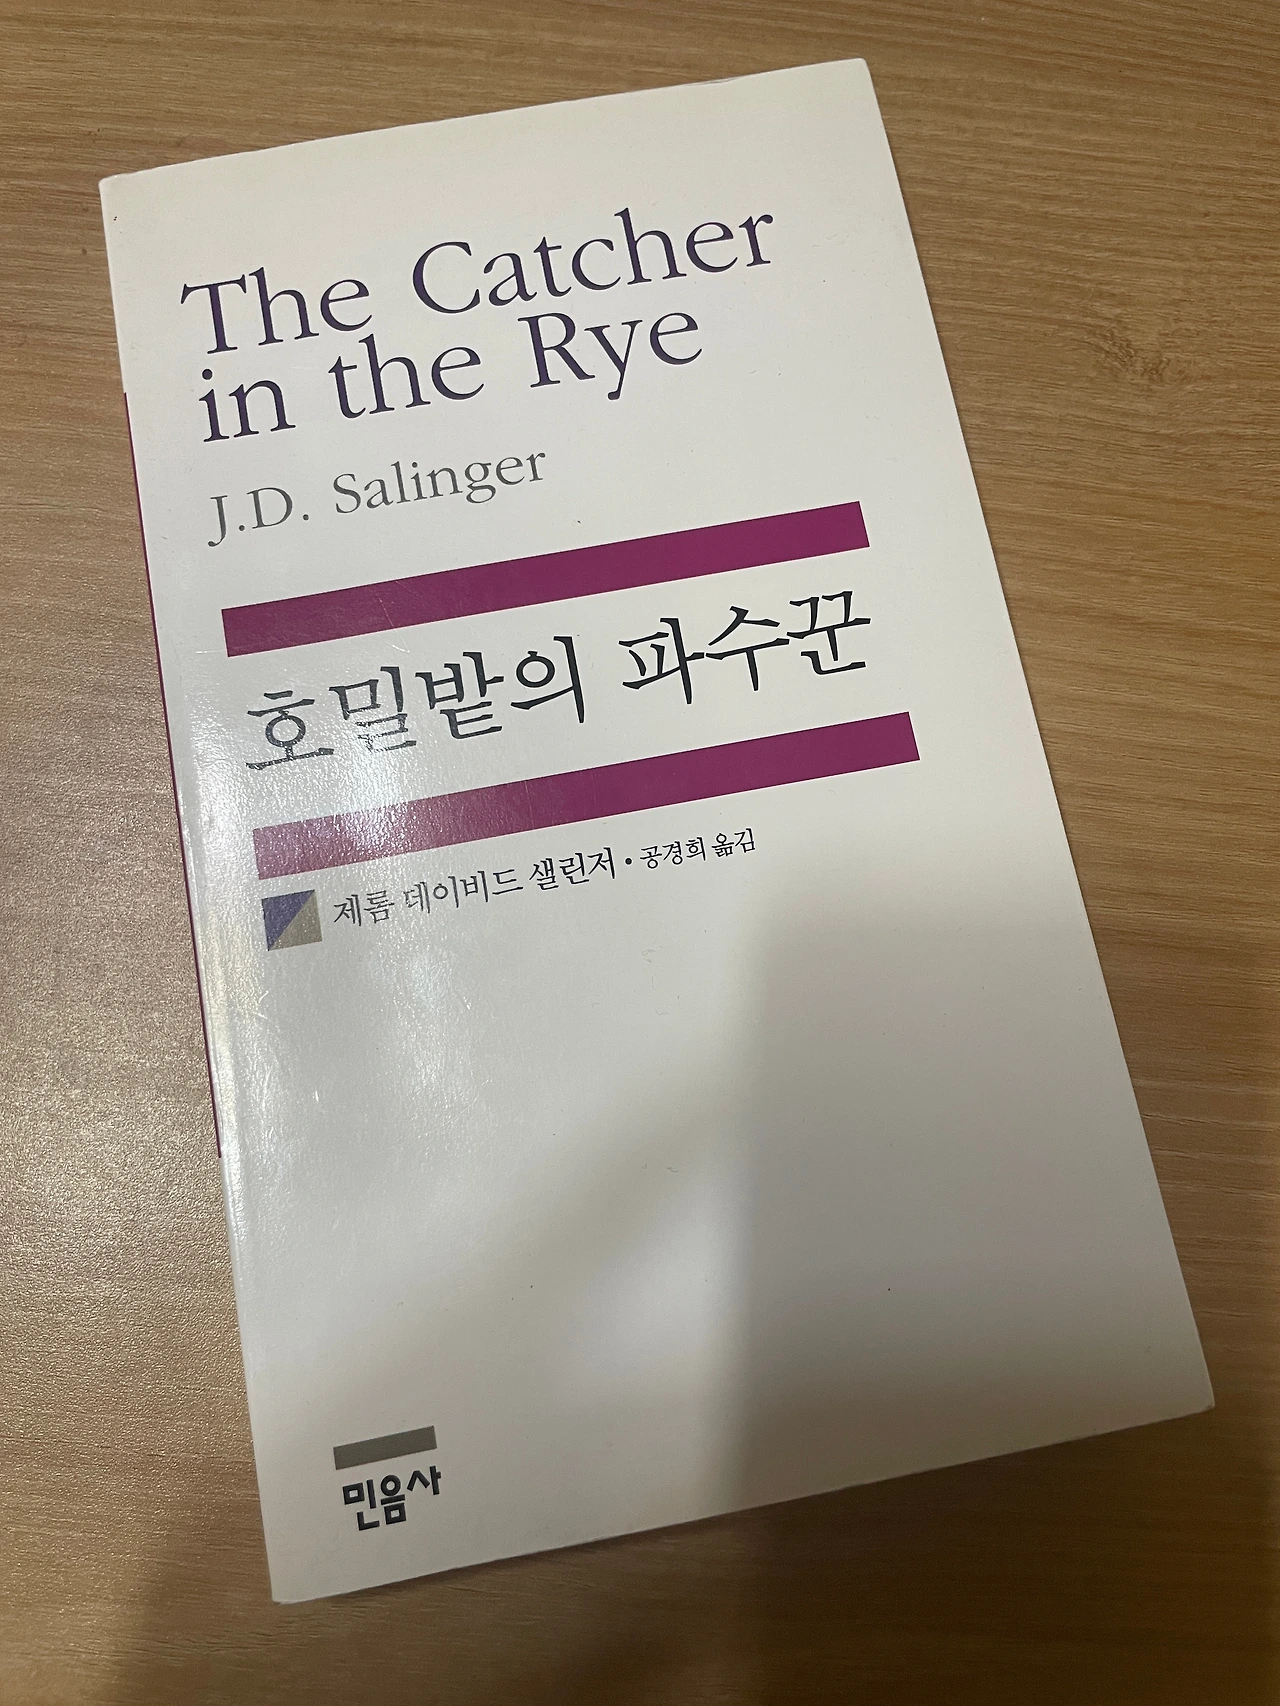 The Catcher
in the Rye
J.D. Salinger
호밀밭의 파수꾼
제롬 데이비드 샐린저 · 공경희 옮김
민음사